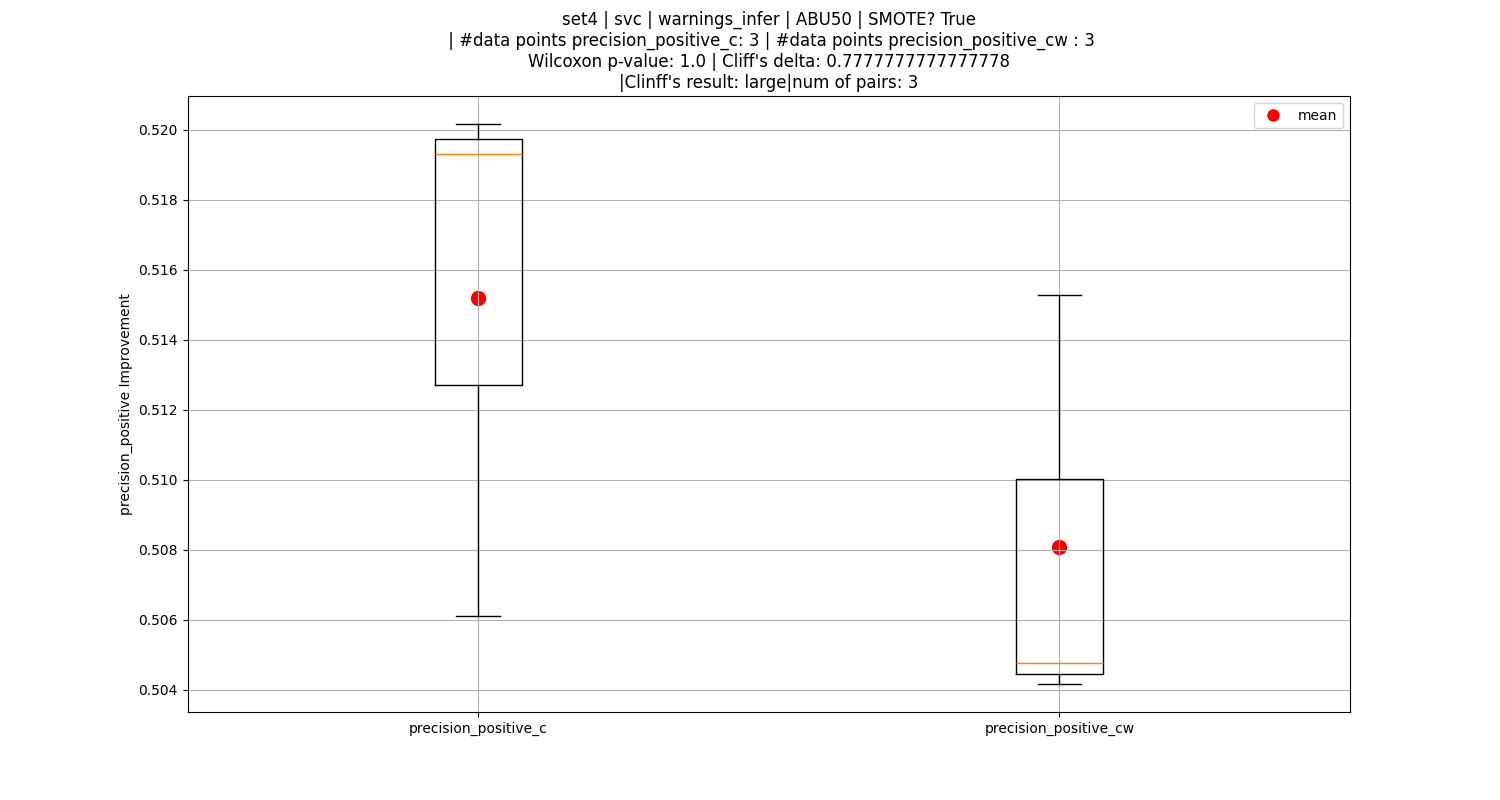 set4 | svc | warnings_infer | ABU50 | SMOTE? True
| #data points precision_positive_c: 3 | #data points precision_positive_cw : 3
Wilcoxon p-value: 1.0 | Cliff's delta: 0.7777777777777778
|Clinff's result: large|num of pairs: 3
mean
0.520
0.518
0.516
0.514
0.512
0.510
0.508
0.506
0.504
precision_positive Improvement
precision_positive_c
precision_positive_cw